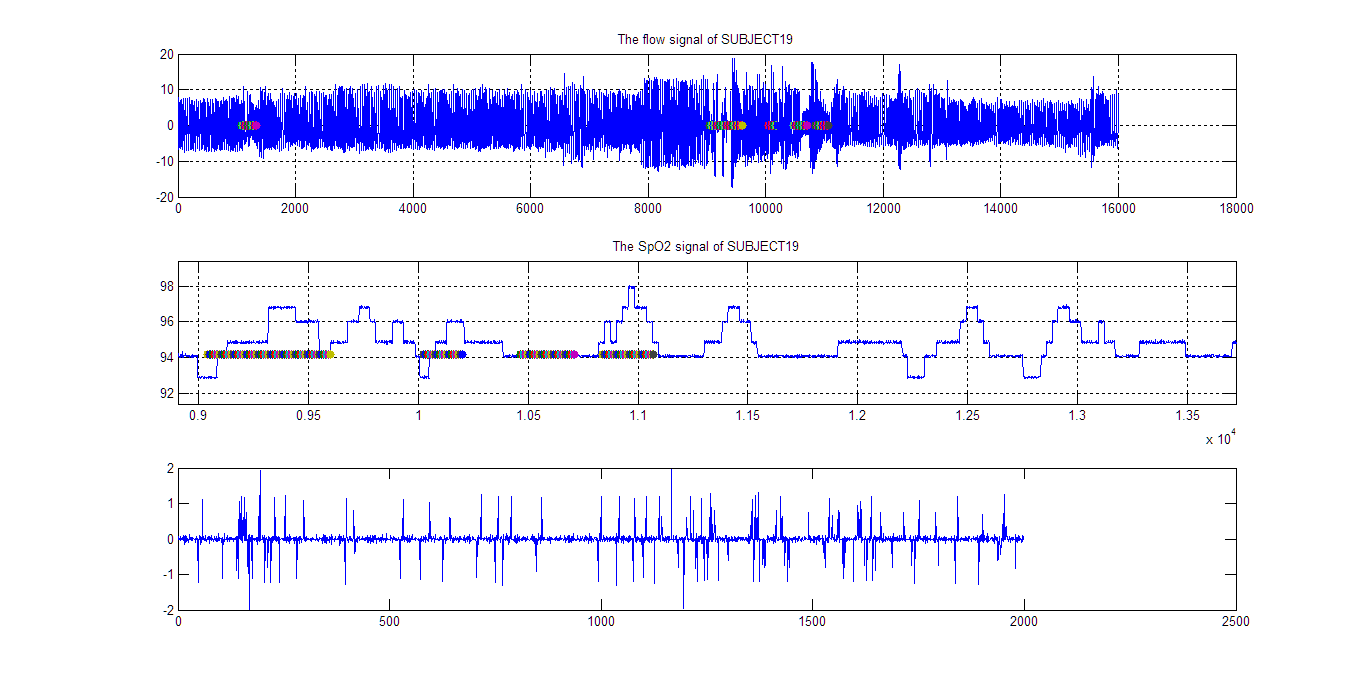 The flow signal of SUBJECT19
20
10
0
-10
-20
0 2000 4000 6000 8000 10000 12000 14000 16000 18000
The SpO2 signal of SUBJECT19
98
96
94
92
0.9 0.95 1 1.05 1.1 1.15 1.2 1.25 1.3 1.35
x 10^4
2
1
0
-1
-2
0 500 1000 1500 2000 2500